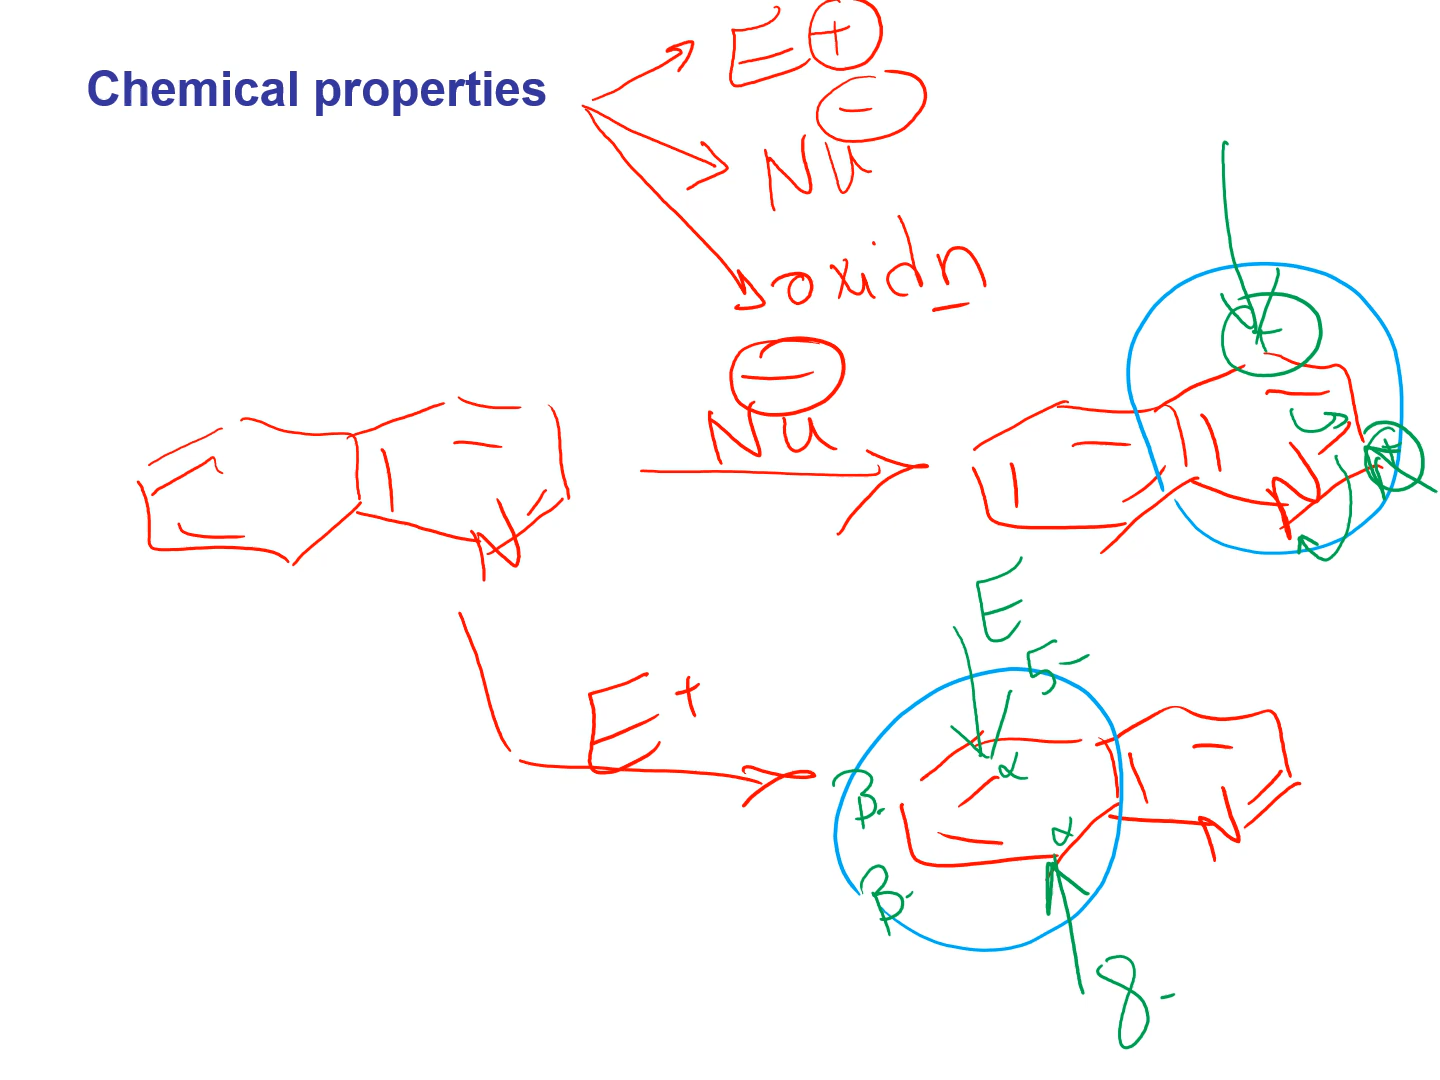 Chemical properties
E +
Nu −
oxidn
Nu −
N
N
E+
E
5-
α
β
α
β
N
8-